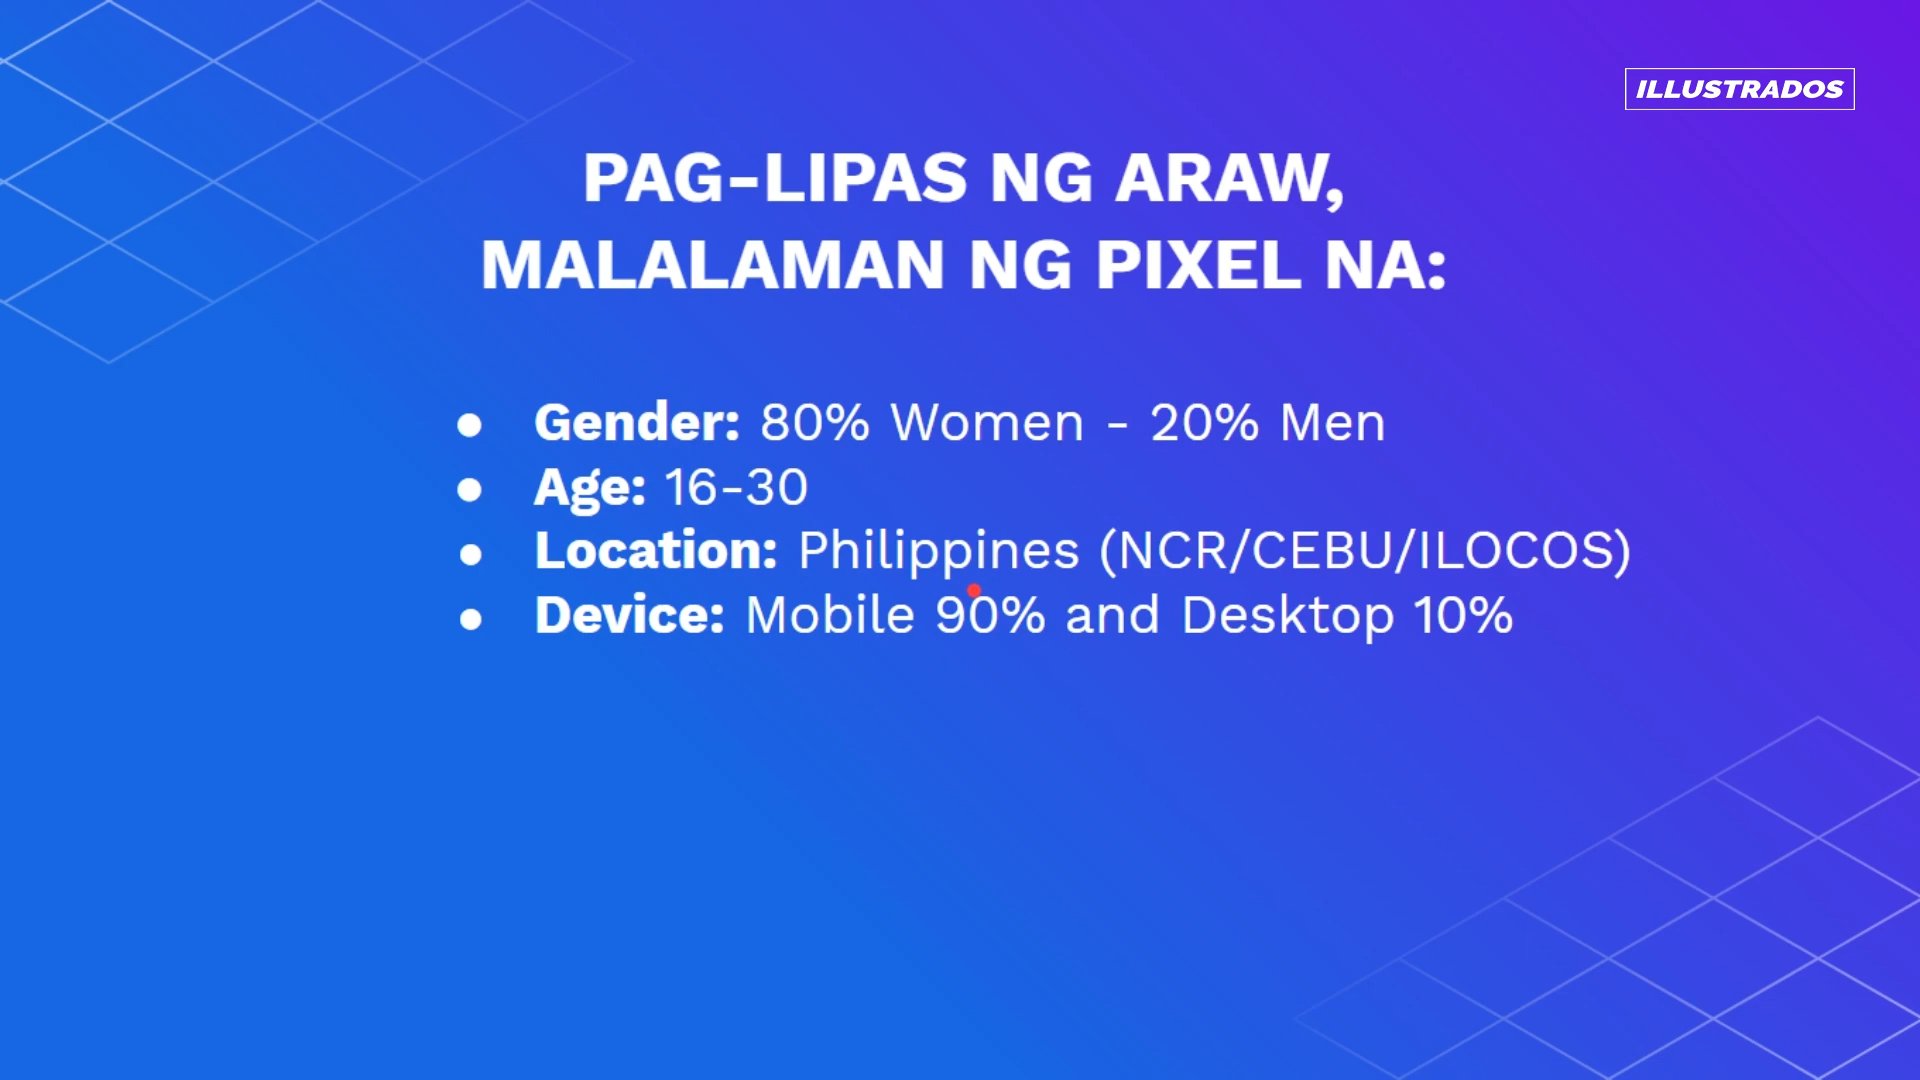 ILLUSTRADOS
PAG-LIPAS NG ARAW,
MALALAMAN NG PIXEL NA:
● Gender: 80% Women - 20% Men
● Age: 16-30
● Location: Philippines (NCR/CEBU/ILOCOS)
● Device: Mobile 90% and Desktop 10%